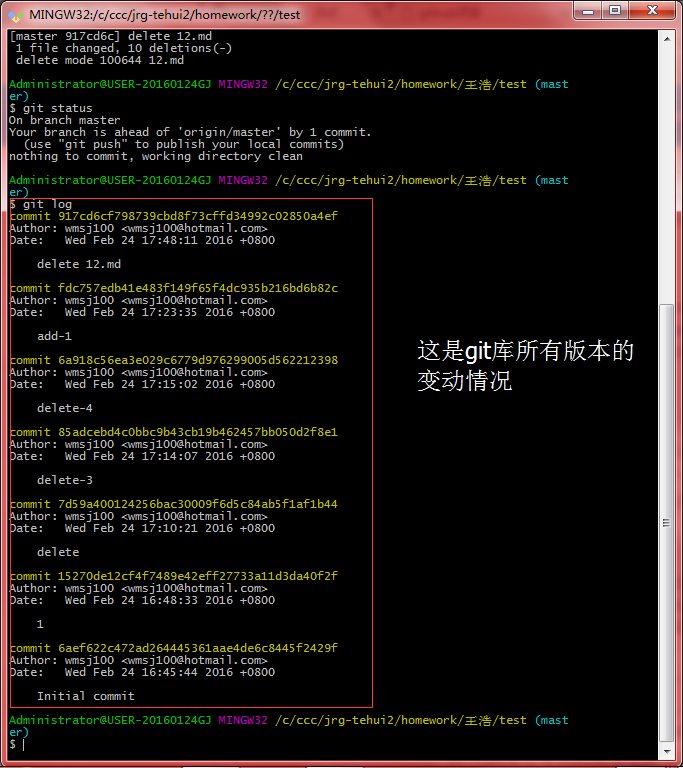 MINGW32:/c/ccc/jrg-tehui2/homework/??/test
[master 917cd6c] delete 12.md
1 file changed, 10 deletions(-)
delete mode 100644 12.md
Administrator@USER-20160124GJ MINGW32 /c/ccc/jrg-tehui2/homework/王浩/test (mast
er)
$ git status
On branch master
Your branch is ahead of 'origin/master' by 1 commit.
(use "git push" to publish your local commits)
nothing to commit, working directory clean
Administrator@USER-20160124GJ MINGW32 /c/ccc/jrg-tehui2/homework/王浩/test (mast
er)
$ git log
commit 917cd6cf798739cbd8f73cffd34992c02850a4ef
Author: wmsj100 <wmsj100@hotmail.com>
Date:   Wed Feb 24 17:48:11 2016 +0800
delete 12.md
commit fdc757edb41e483f149f65f4dc935b216bd6b82c
Author: wmsj100 <wmsj100@hotmail.com>
Date:   Wed Feb 24 17:23:35 2016 +0800
add-1
commit 6a918c56ea3e029c6779d976299005d562212398
Author: wmsj100 <wmsj100@hotmail.com>
Date:   Wed Feb 24 17:15:02 2016 +0800
delete-4
commit 85adcebd4c0bbc9b43cb19b462457bb050d2f8e1
Author: wmsj100 <wmsj100@hotmail.com>
Date:   Wed Feb 24 17:14:07 2016 +0800
delete-3
commit 7d59a400124256bac30009f6d5c84ab5f1af1b44
Author: wmsj100 <wmsj100@hotmail.com>
Date:   Wed Feb 24 17:10:21 2016 +0800
delete
commit 15270de12cf4f7489e42eff27733a11d3da40f2f
Author: wmsj100 <wmsj100@hotmail.com>
Date:   Wed Feb 24 16:48:33 2016 +0800
1
commit 6aef622c472ad264445361aae4de6c8445f2429f
Author: wmsj100 <wmsj100@hotmail.com>
Date:   Wed Feb 24 16:45:44 2016 +0800
Initial commit
Administrator@USER-20160124GJ MINGW32 /c/ccc/jrg-tehui2/homework/王浩/test (mast
er)
$
这是git库所有版本的
变动情况